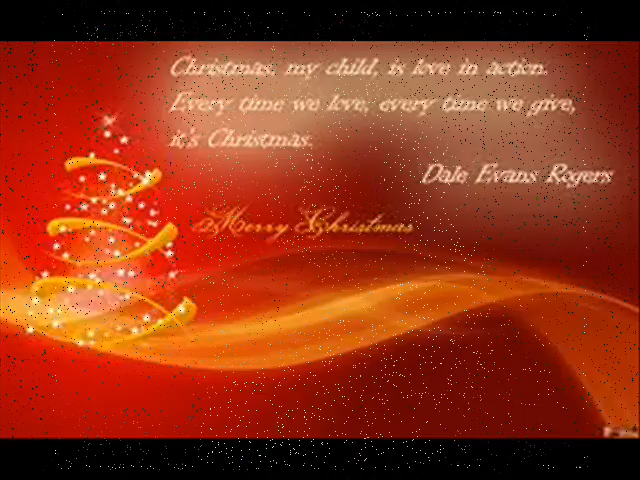 Christmas, my child, is love in action.
Every time we love, every time we give,
it's Christmas.
Dale Evans Rogers
Merry Christmas